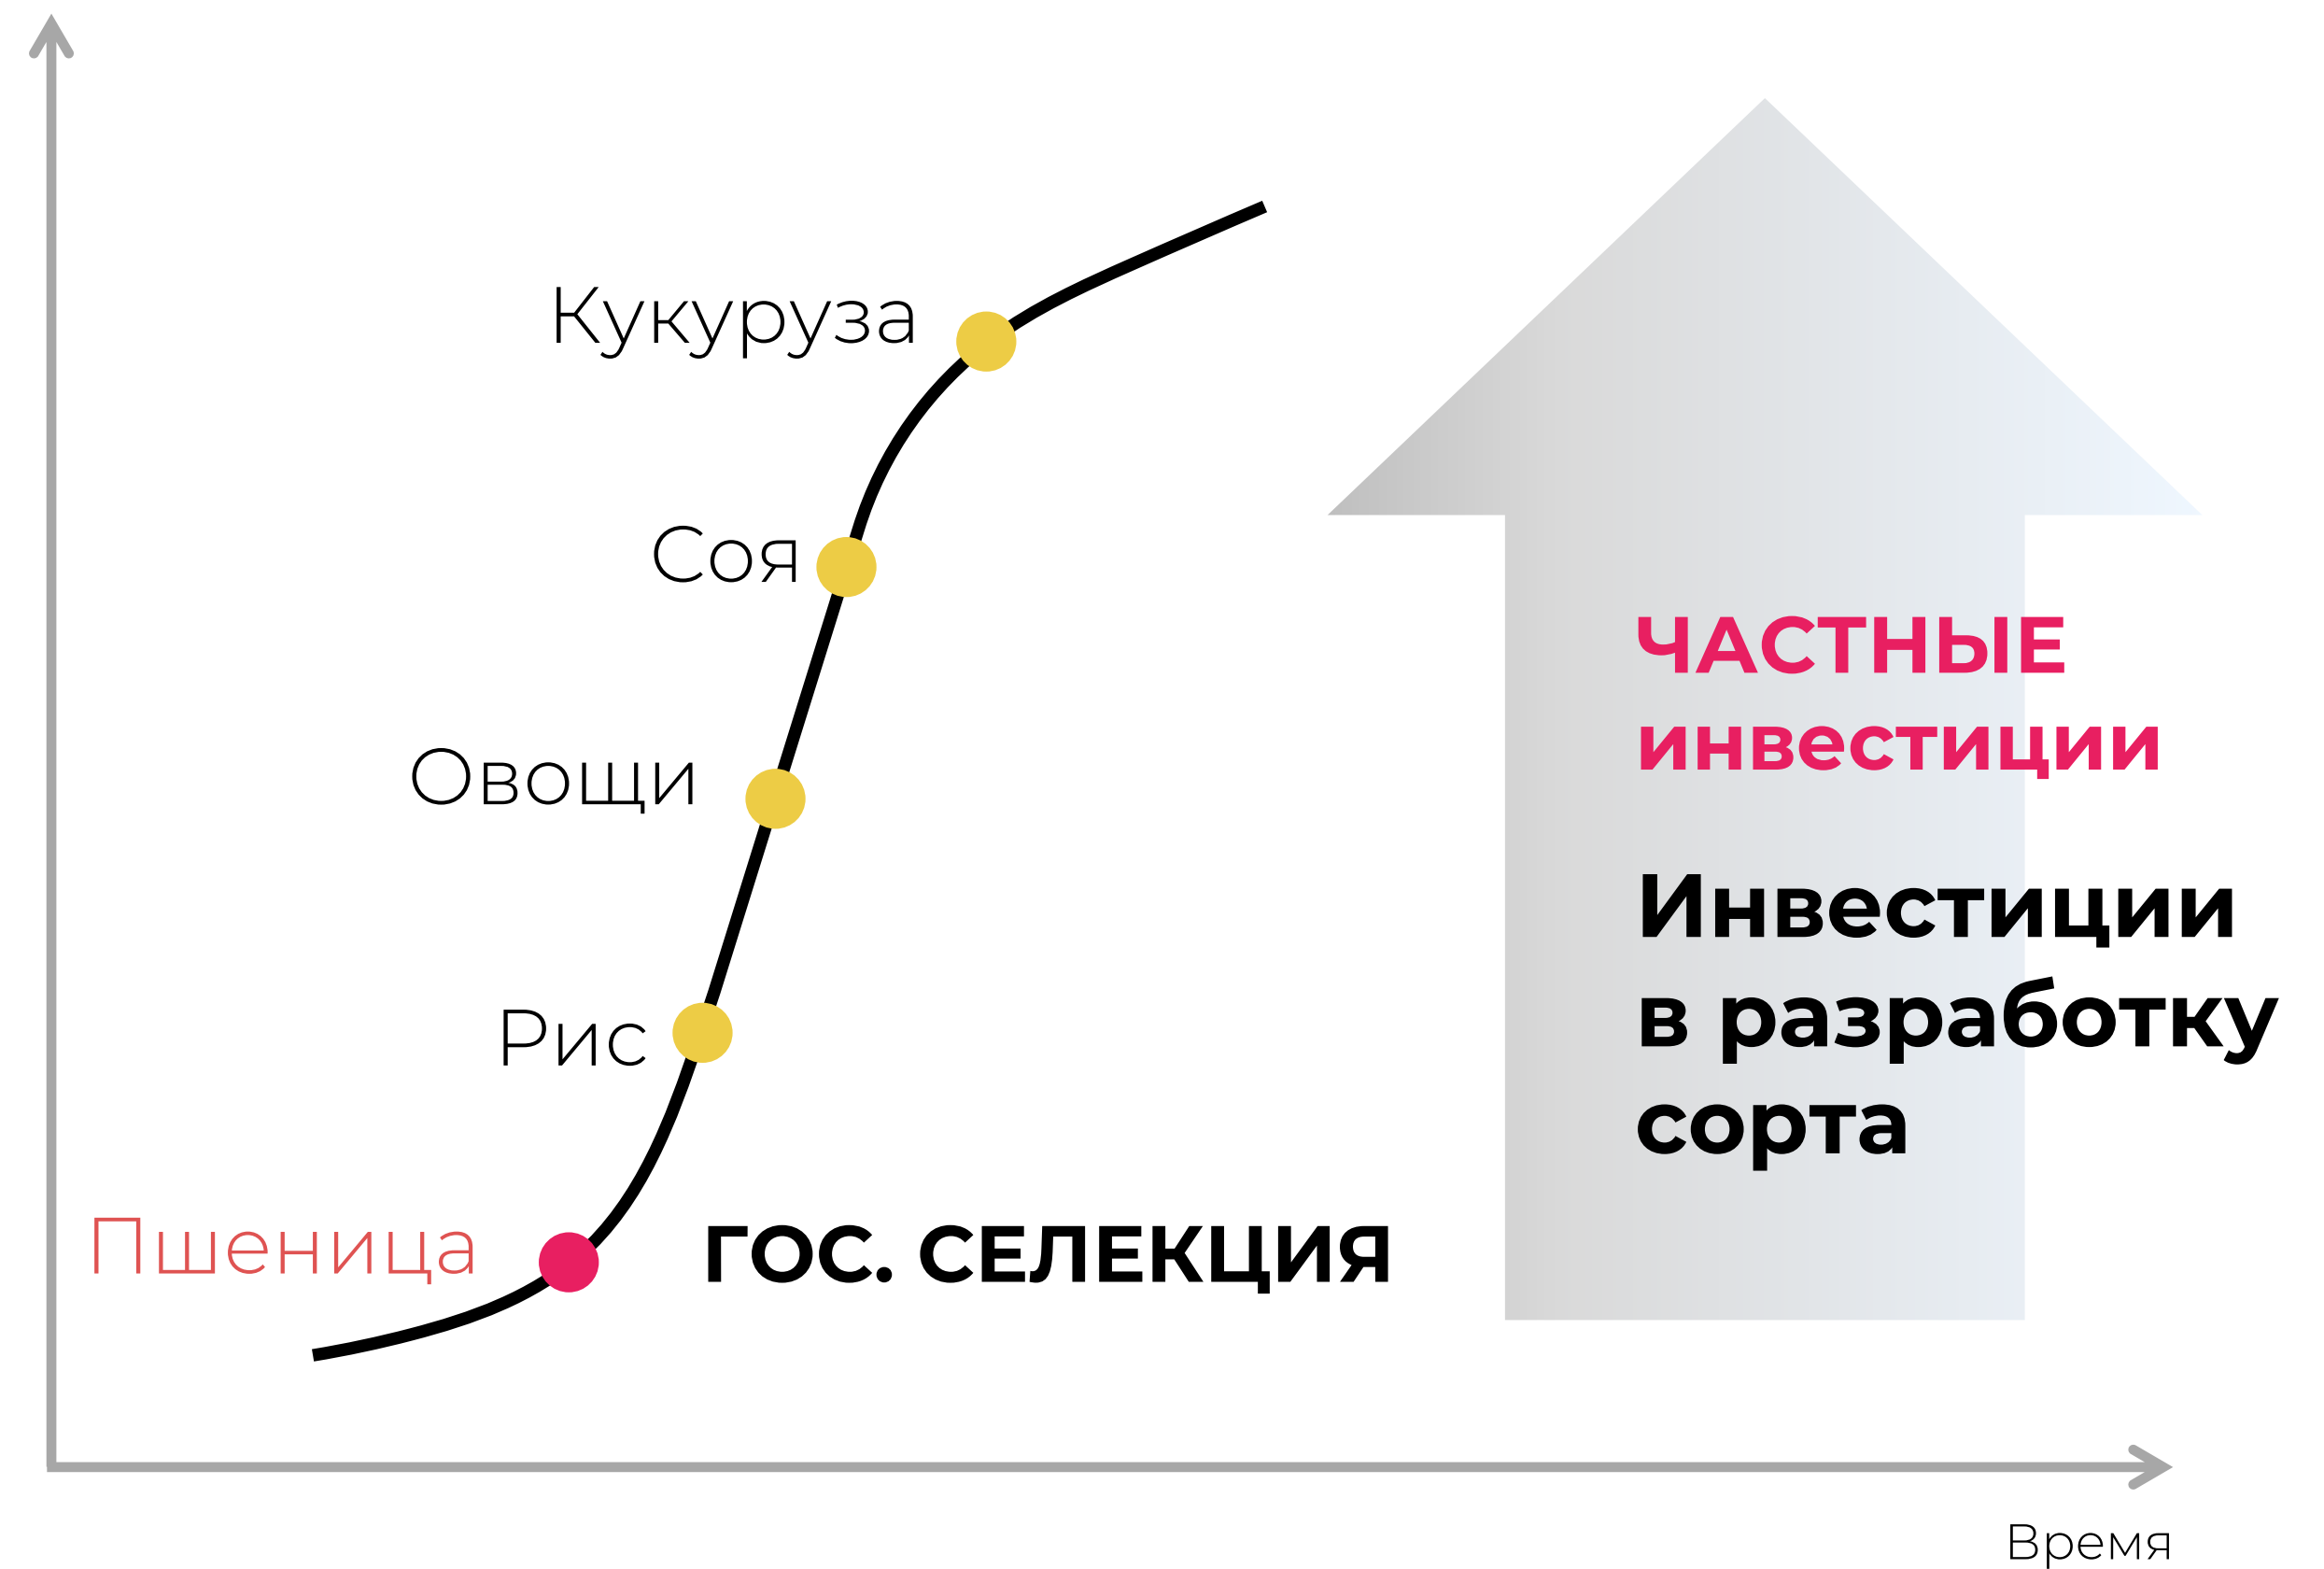 Кукуруза
Соя
Овощи
Рис
Пшеница
ГОС. СЕЛЕКЦИЯ
ЧАСТНЫЕ
инвестиции
Инвестиции
в разработку
сорта
Время